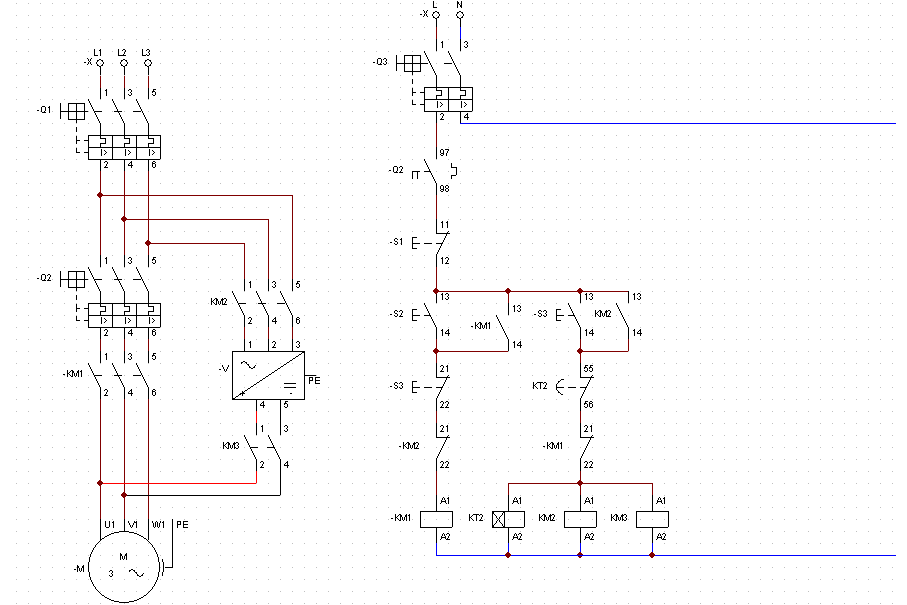 L1 L2 L3
-X
-Q1
1 3 5
I> I> I>
2 4 6
-Q2
1 3 5
I> I> I>
2 4 6
-KM1
1 3 5
2 4 6
KM2
1 3 5
2 4 6
-V
1 2 3
+ -
PE
4 5
KM3
1 3
2 4
U1 V1 W1 PE
-M
M
3
L N
-X
-Q3
1 3
I> I>
2 4
-Q2
97
98
-S1
11
12
-S2
13
14
-KM1
13
14
-S3
13
14
KM2
13
14
-S3
21
22
KT2
55
56
-KM2
21
22
-KM1
21
22
A1 A1 A1 A1
-KM1 KT2 KM2 KM3
A2 A2 A2 A2